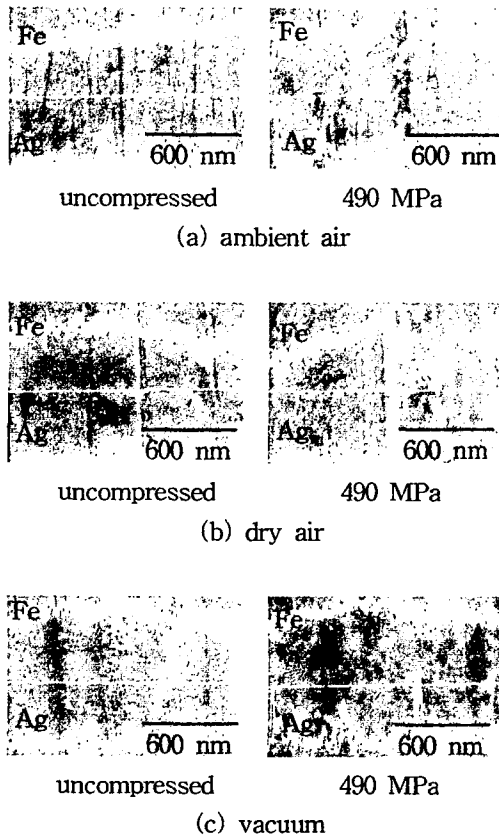 Fe Fe
Ag Ag
600 nm 600 nm
uncompressed 490 MPa
(a) ambient air
Fe Fe
Ag Ag
600 nm 600 nm
uncompressed 490 MPa
(b) dry air
Fe Fe
Ag Ag
600 nm 600 nm
uncompressed 490 MPa
(c) vacuum